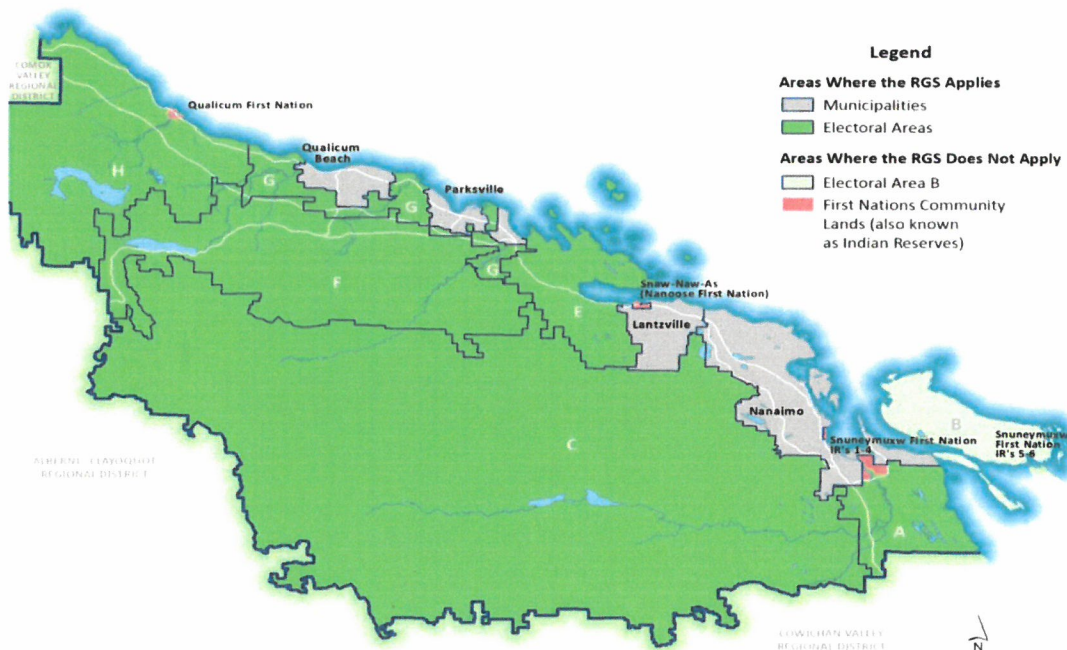 COMOX
VALLEY
REGIONAL
DISTRICT
Qualicum First Nation
Qualicum
Beach
Parksville
H
G
G
G
F
E
Snaw-Naw-As
(Nanoose First Nation)
Lantzville
Nanaimo
C
B
Snuneymuxw First Nation
IR's 1-4
Snuneymuxw
First Nation
IR's 5-6
A
ALBERNI-CLAYOQUOT
REGIONAL DISTRICT
COWICHAN VALLEY
REGIONAL DISTRICT
N
Legend
Areas Where the RGS Applies
Municipalities
Electoral Areas
Areas Where the RGS Does Not Apply
Electoral Area B
First Nations Community
Lands (also known
as Indian Reserves)